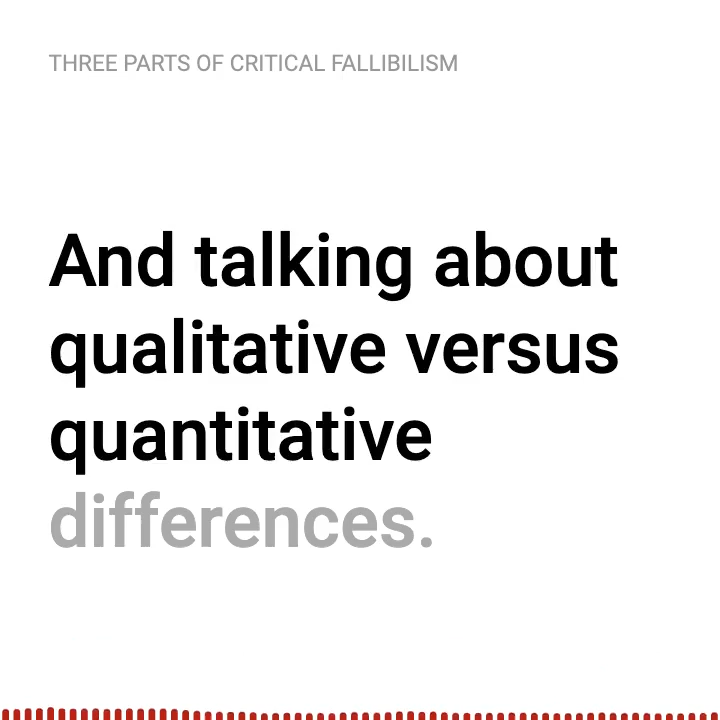 THREE PARTS OF CRITICAL FALLIBILISM
And talking about
qualitative versus
quantitative
differences.